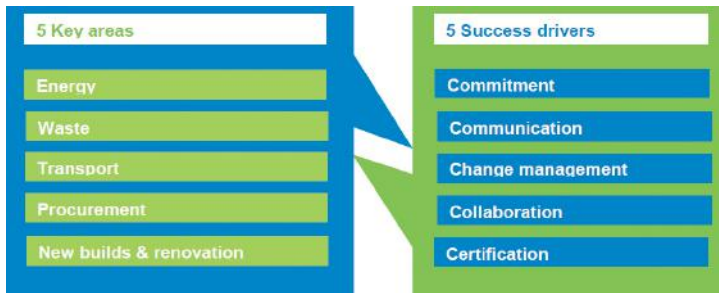 5 Key areas
Energy
Waste
Transport
Procurement
New builds & renovation
5 Success drivers
Commitment
Communication
Change management
Collaboration
Certification